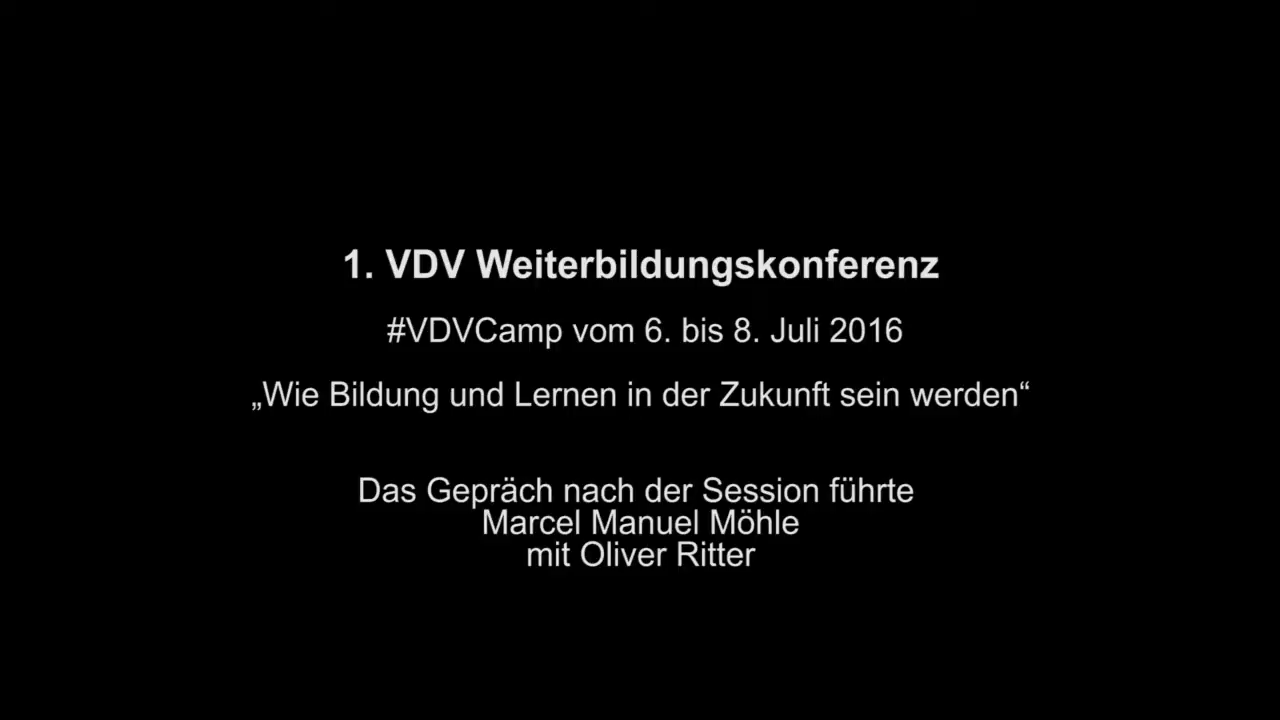 1. VDV Weiterbildungskonferenz
#VDVCamp vom 6. bis 8. Juli 2016
„Wie Bildung und Lernen in der Zukunft sein werden“
Das Gepräch nach der Session führte
Marcel Manuel Möhle
mit Oliver Ritter